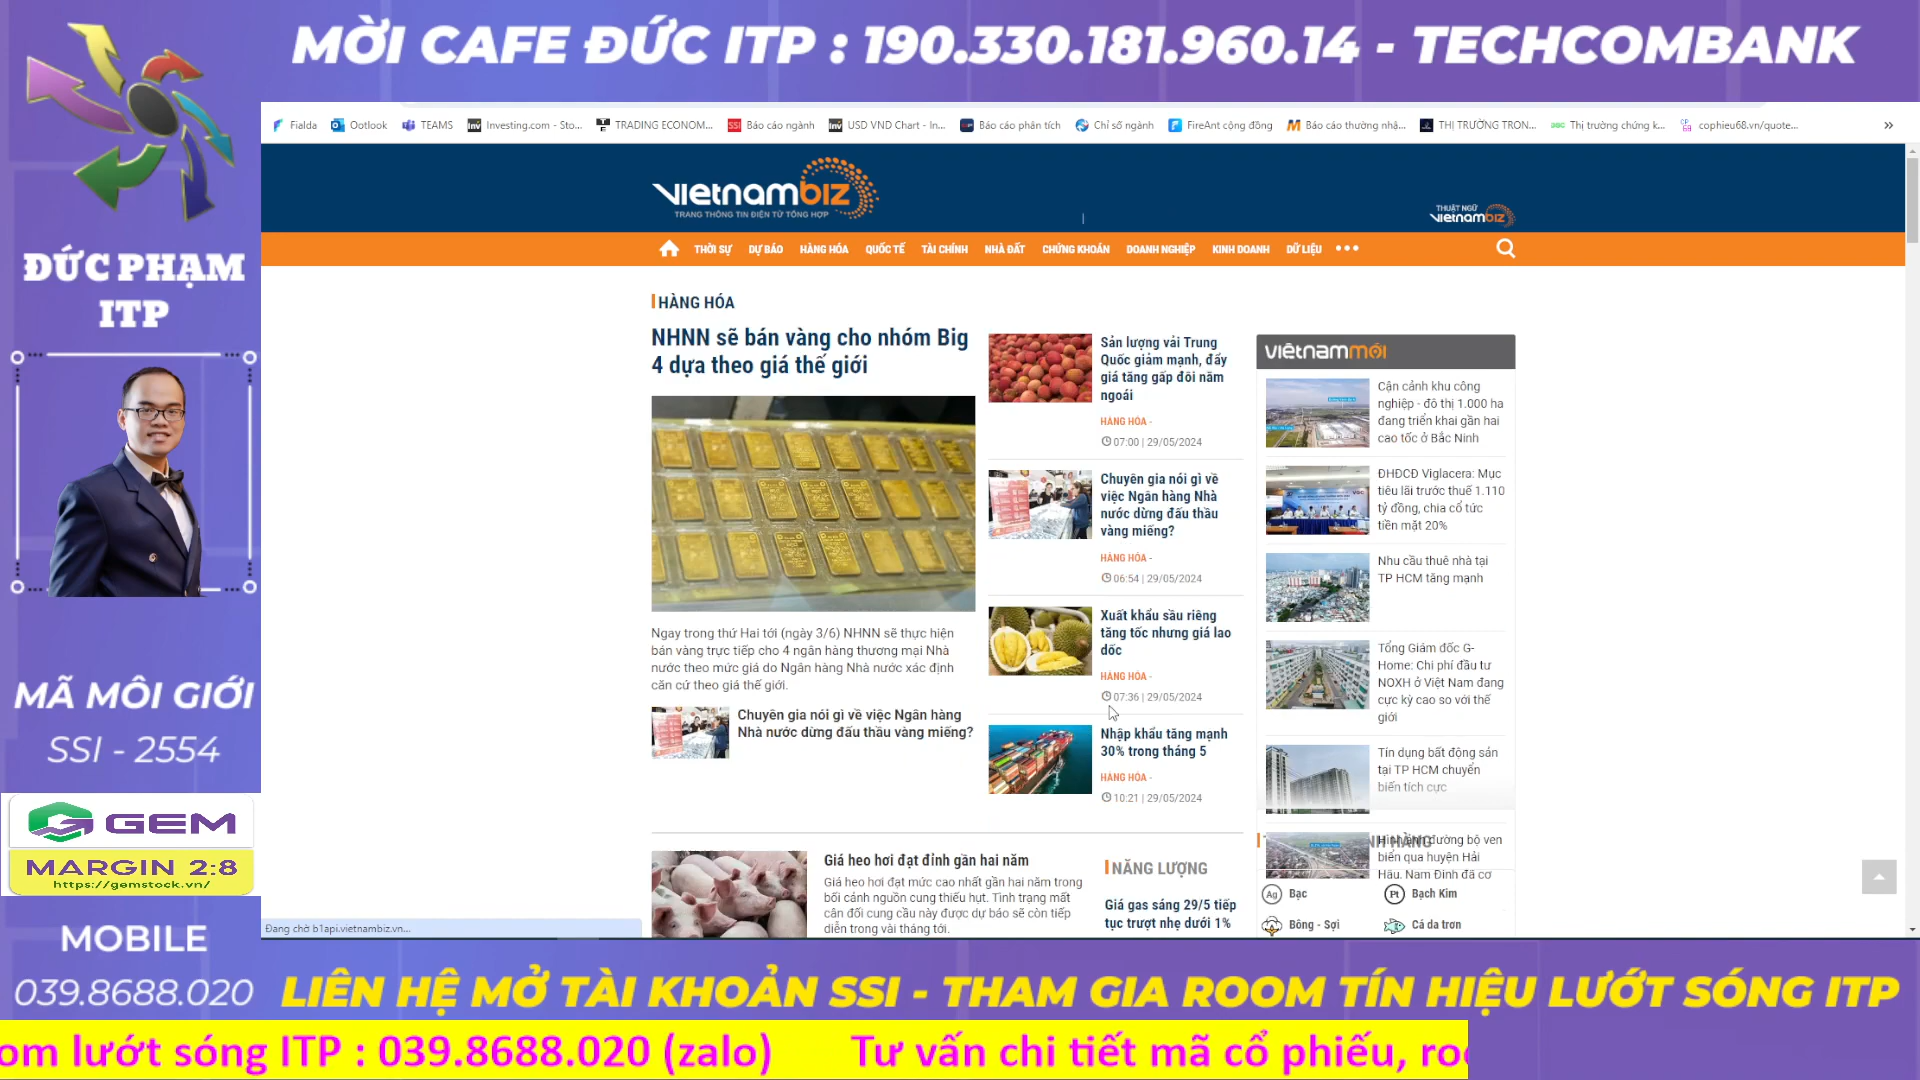 MỜI CAFE ĐỨC ITP : 190.330.181.960.14 - TECHCOMBANK
Fialda
Ootlook
TEAMS
Investing.com - Sto...
TRADING ECONOM...
Báo cáo ngành
USD VND Chart - In...
Báo cáo phân tích
Chỉ số ngành
FireAnt cộng đồng
Báo cáo thường nhậ...
THỊ TRƯỜNG TRON...
Thị trường chứng k...
cophieu68.vn/quote...
»
vietnambiz
TRANG THÔNG TIN ĐIỆN TỬ TỔNG HỢP
THUẬT NGỮ
vietnambiz
THỜI SỰ
DỰ BÁO
HÀNG HÓA
QUỐC TẾ
TÀI CHÍNH
NHÀ ĐẤT
CHỨNG KHOÁN
DOANH NGHIỆP
KINH DOANH
DỮ LIỆU
ĐỨC PHẠM
ITP
MÃ MÔI GIỚI
SSI - 2554
GEM
MARGIN 2:8
https://gemstock.vn/
MOBILE
039.8688.020
HÀNG HÓA
NHNN sẽ bán vàng cho nhóm Big
4 dựa theo giá thế giới
Ngay trong thứ Hai tới (ngày 3/6) NHNN sẽ thực hiện
bán vàng trực tiếp cho 4 ngân hàng thương mại Nhà
nước theo mức giá do Ngân hàng Nhà nước xác định
căn cứ theo giá thế giới.
Chuyên gia nói gì về việc Ngân hàng
Nhà nước dừng đấu thầu vàng miếng?
Sản lượng vải Trung
Quốc giảm mạnh, đẩy
giá tăng gấp đôi năm
ngoái
HÀNG HÓA -
07:00 | 29/05/2024
Chuyên gia nói gì về
việc Ngân hàng Nhà
nước dừng đấu thầu
vàng miếng?
HÀNG HÓA -
06:54 | 29/05/2024
Xuất khẩu sầu riêng
tăng tốc nhưng giá lao
dốc
HÀNG HÓA -
07:36 | 29/05/2024
Nhập khẩu tăng mạnh
30% trong tháng 5
HÀNG HÓA -
10:21 | 29/05/2024
vietnammới
Cận cảnh khu công
nghiệp - đô thị 1.000 ha
đang triển khai gần hai
cao tốc ở Bắc Ninh
ĐHĐCĐ Viglacera: Mục
tiêu lãi trước thuế 1.110
tỷ đồng, chia cổ tức
tiền mặt 20%
Nhu cầu thuê nhà tại
TP HCM tăng mạnh
Tổng Giám đốc G-
Home: Chi phí đầu tư
NOXH ở Việt Nam đang
cực kỳ cao so với thế
giới
Tín dụng bất động sản
tại TP HCM chuyển
biến tích cực
đường bộ ven
biển qua huyện Hải
Hậu, Nam Định đã cơ
Ag Bạc
Pt Bạch Kim
Bông - Sợi
Cá da trơn
Giá heo hơi đạt đỉnh gần hai năm
Giá heo hơi đạt mức cao nhất gần hai năm trong
bối cảnh nguồn cung thiếu hụt. Tình trạng mất
cân đối cung cầu này được dự báo sẽ còn tiếp
diễn trong vài tháng tới.
NĂNG LƯỢNG
Giá gas sáng 29/5 tiếp
tục trượt nhẹ dưới 1%
Đang chờ b1api.vietnambiz.vn...
LIÊN HỆ MỞ TÀI KHOẢN SSI - THAM GIA ROOM TÍN HIỆU LƯỚT SÓNG ITP
om lướt sóng ITP : 039.8688.020 (zalo)
Tư vấn chi tiết mã cổ phiếu, roo